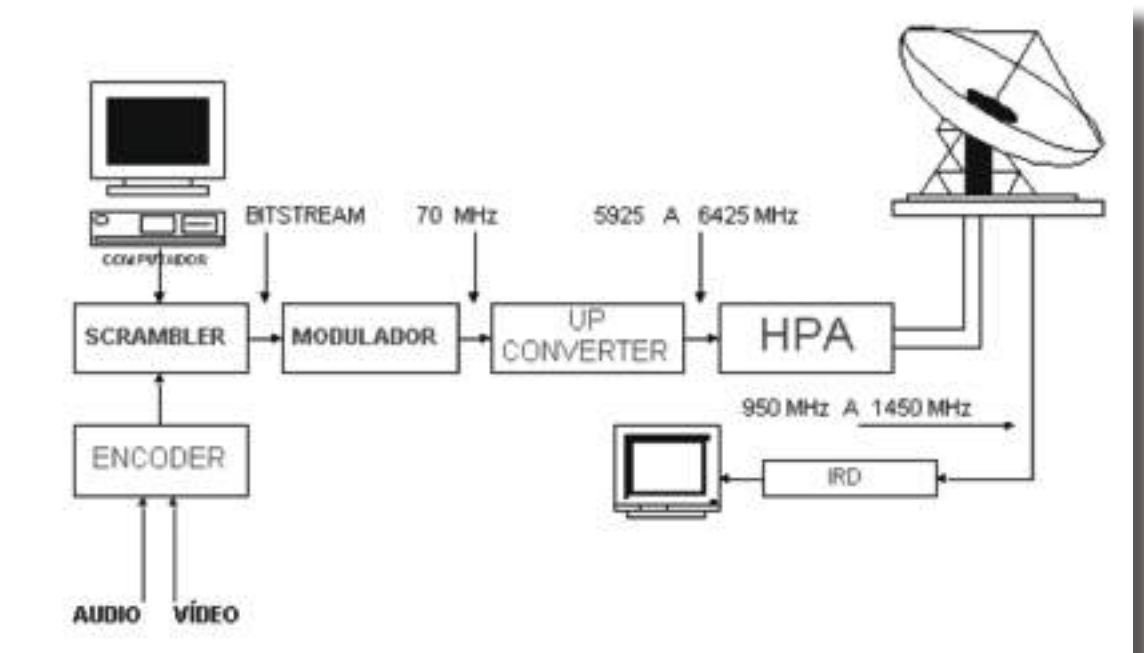 COMPUTADOR
BITSTREAM
70 MHz
5925 A 6425 MHz
SCRAMBLER
MODULADOR
UP
CONVERTER
HPA
950 MHz A 1450 MHz
ENCODER
IRD
AUDIO VÍDEO